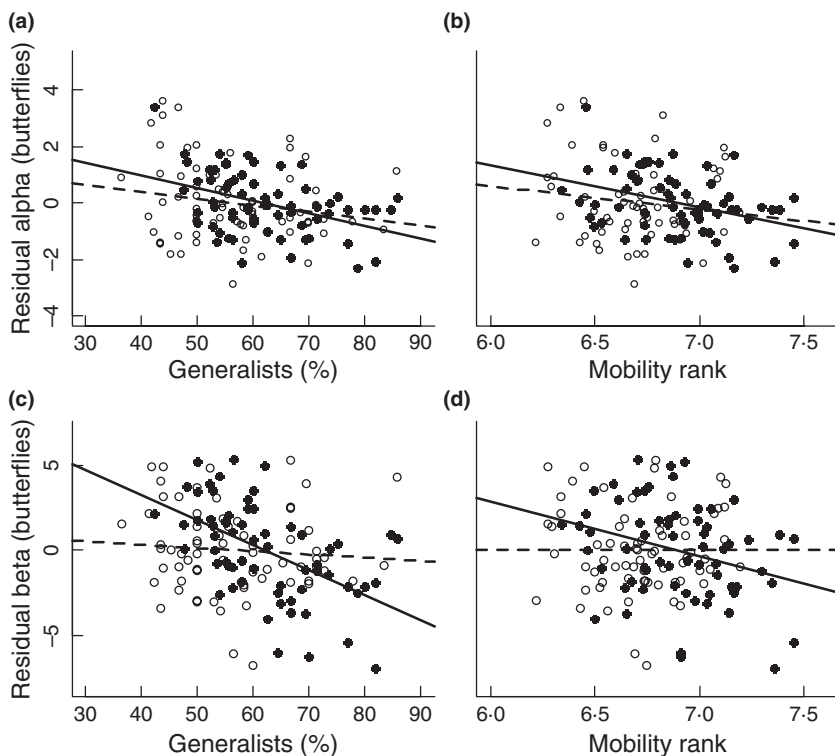 (a)
(b)
Residual alpha (butterflies)
4
2
0
−2
−4
30 40 50 60 70 80 90
Generalists (%)
6·0 6·5 7·0 7·5
Mobility rank
(c)
(d)
Residual beta (butterflies)
5
0
−5
30 40 50 60 70 80 90
Generalists (%)
6·0 6·5 7·0 7·5
Mobility rank